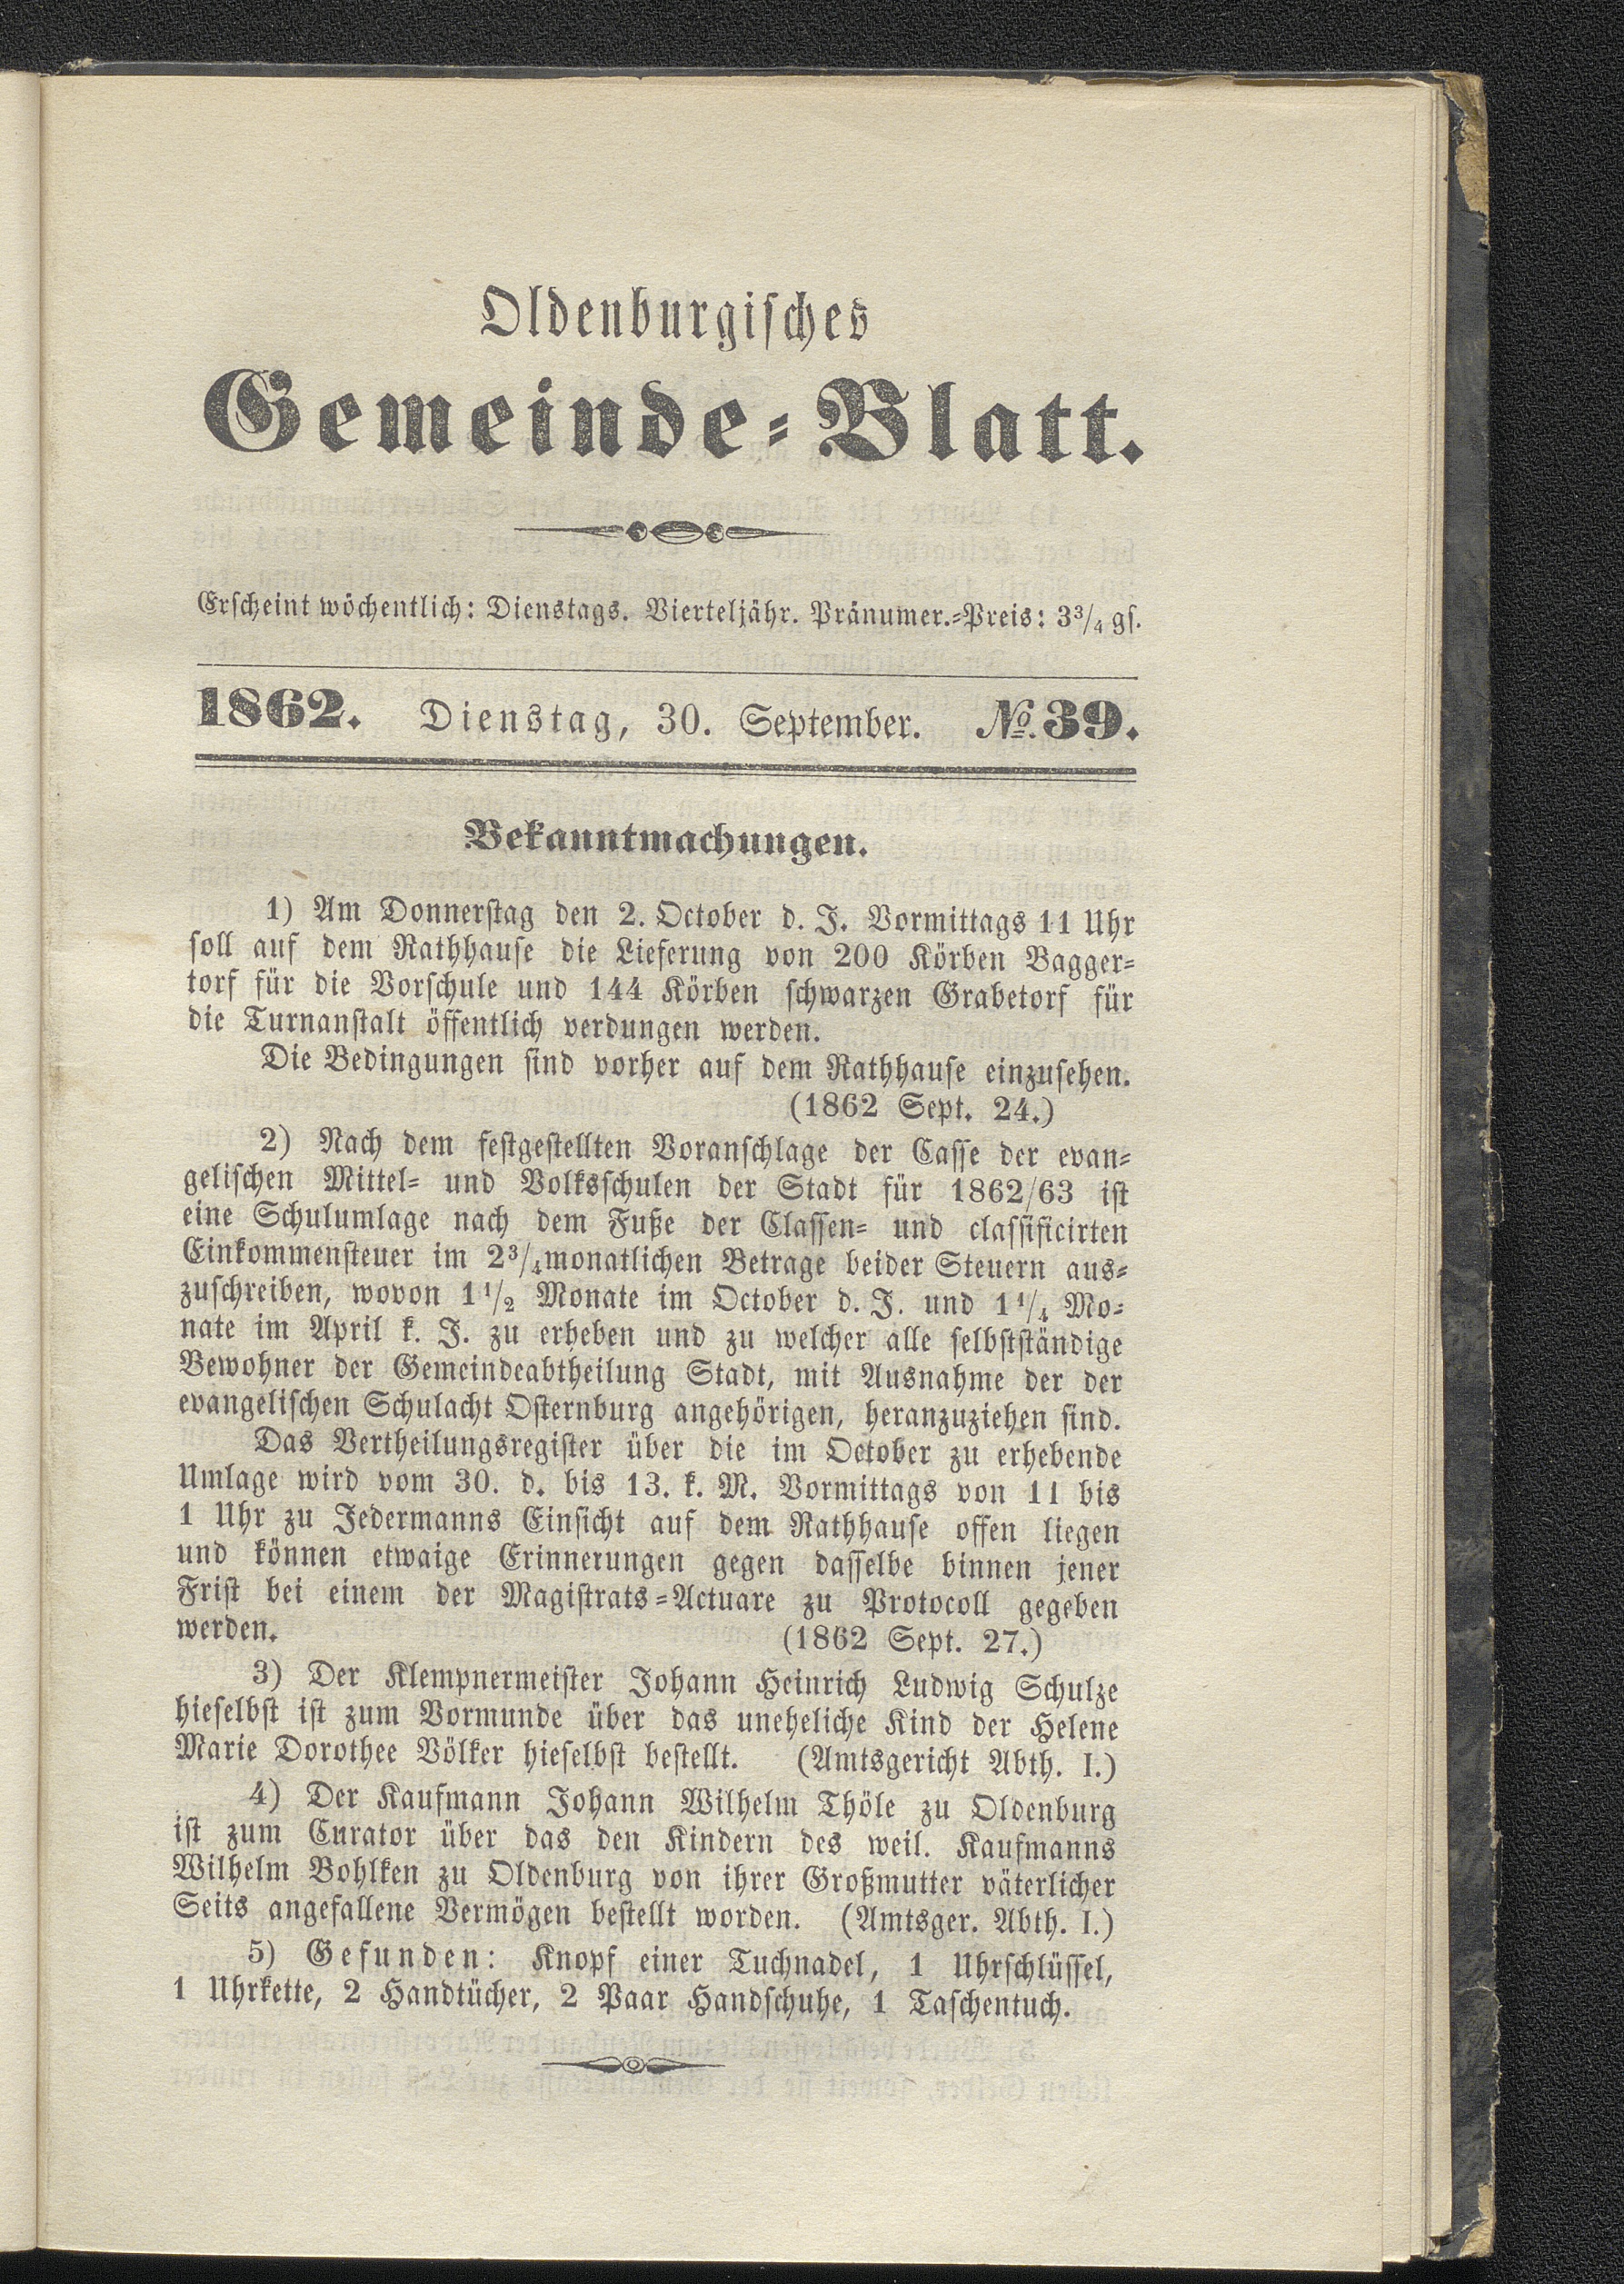 Oldenburgisches
Gemeinde-Blatt.
Erscheint wöchentlich: Dienstags. Vierteljähr. Pränumer.-Preis: 3 3/4 gs.
1862. Dienstag, 30. September. No. 39.
Bekanntmachungen.
1) Am Donnerstag den 2. October d. J. Vormittags 11 Uhr
soll auf dem Rathhause die Lieferung von 200 Körben Bagger-
torf für die Vorschule und 144 Körben schwarzen Grabetorf für
die Turnanstalt öffentlich verdungen werden.
Die Bedingungen sind vorher auf dem Rathhause einzusehen.
(1862 Sept. 24.)
2) Nach dem festgestellten Voranschlage der Casse der evan-
gelischen Mittel- und Volksschulen der Stadt für 1862/63 ist
eine Schulumlage nach dem Fuße der Classen- und classificirten
Einkommensteuer im 2 3/4monatlichen Betrage beider Steuern aus-
zuschreiben, wovon 1 1/2 Monate im October d. J. und 1 1/4 Mo-
nate im April k. J. zu erheben und zu welcher alle selbstständige
Bewohner der Gemeindeabtheilung Stadt, mit Ausnahme der der
evangelischen Schulacht Osternburg angehörigen, heranzuziehen sind.
Das Vertheilungsregister über die im October zu erhebende
Umlage wird vom 30. d. bis 13. k. M. Vormittags von 11 bis
1 Uhr zu Jedermanns Einsicht auf dem Rathhause offen liegen
und können etwaige Erinnerungen gegen dasselbe binnen jener
Frist bei einem der Magistrats-Actuare zu Protocoll gegeben
werden. (1862 Sept. 27.)
3) Der Klempnermeister Johann Heinrich Ludwig Schulze
hieselbst ist zum Vormunde über das uneheliche Kind der Helene
Marie Dorothee Völker hieselbst bestellt. (Amtsgericht Abth. I.)
4) Der Kaufmann Johann Wilhelm Thöle zu Oldenburg
ist zum Curator über das den Kindern des weil. Kaufmanns
Wilhelm Bohlken zu Oldenburg von ihrer Großmutter väterlicher
Seits angefallene Vermögen bestellt worden. (Amtsger. Abth. I.)
5) Gefunden: Knopf einer Tuchnadel, 1 Uhrschlüssel,
1 Uhrkette, 2 Handtücher, 2 Paar Handschuhe, 1 Taschentuch.